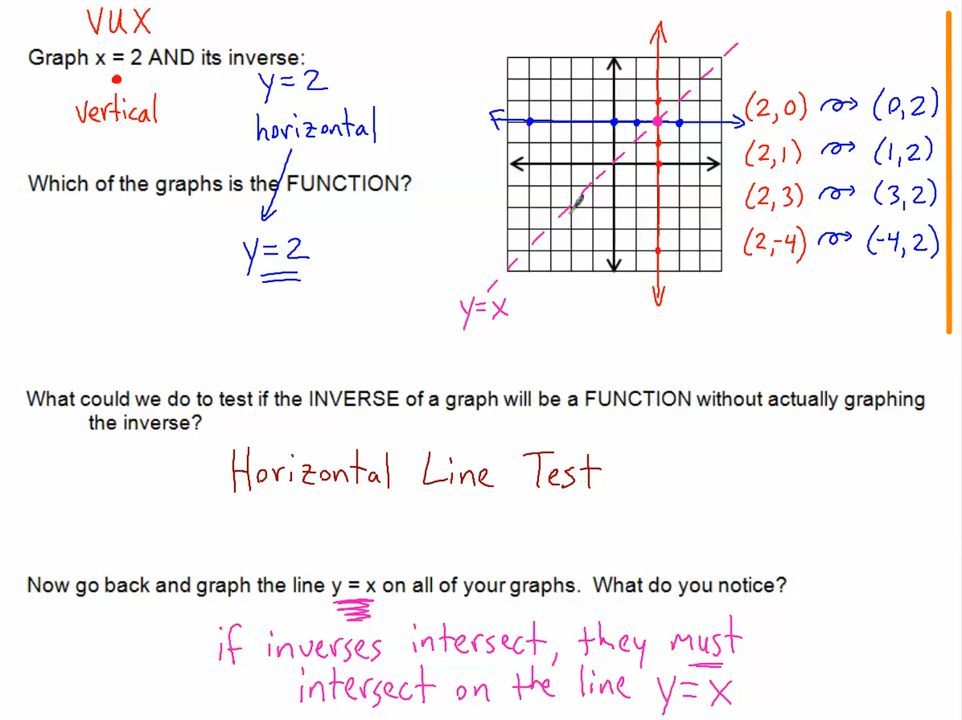 VUX
Graph x = 2 AND its inverse:
y=2
vertical
horizontal
Which of the graphs is the FUNCTION?
y=2
F
(2,0) → (0,2)
(2,1) → (1,2)
(2,3) → (3,2)
(2,-4) → (-4,2)
y=x
What could we do to test if the INVERSE of a graph will be a FUNCTION without actually graphing
the inverse?
Horizontal Line Test
Now go back and graph the line y = x on all of your graphs.  What do you notice?
if inverses intersect, they must
intersect on the line y=x